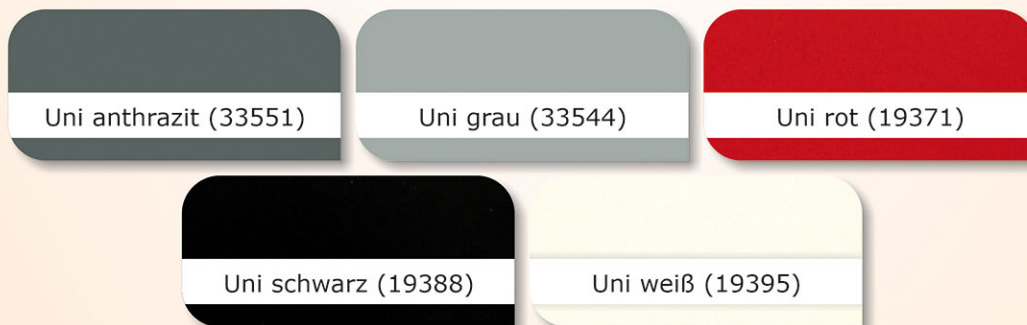 Uni anthrazit (33551)
Uni grau (33544)
Uni rot (19371)
Uni schwarz (19388)
Uni weiß (19395)